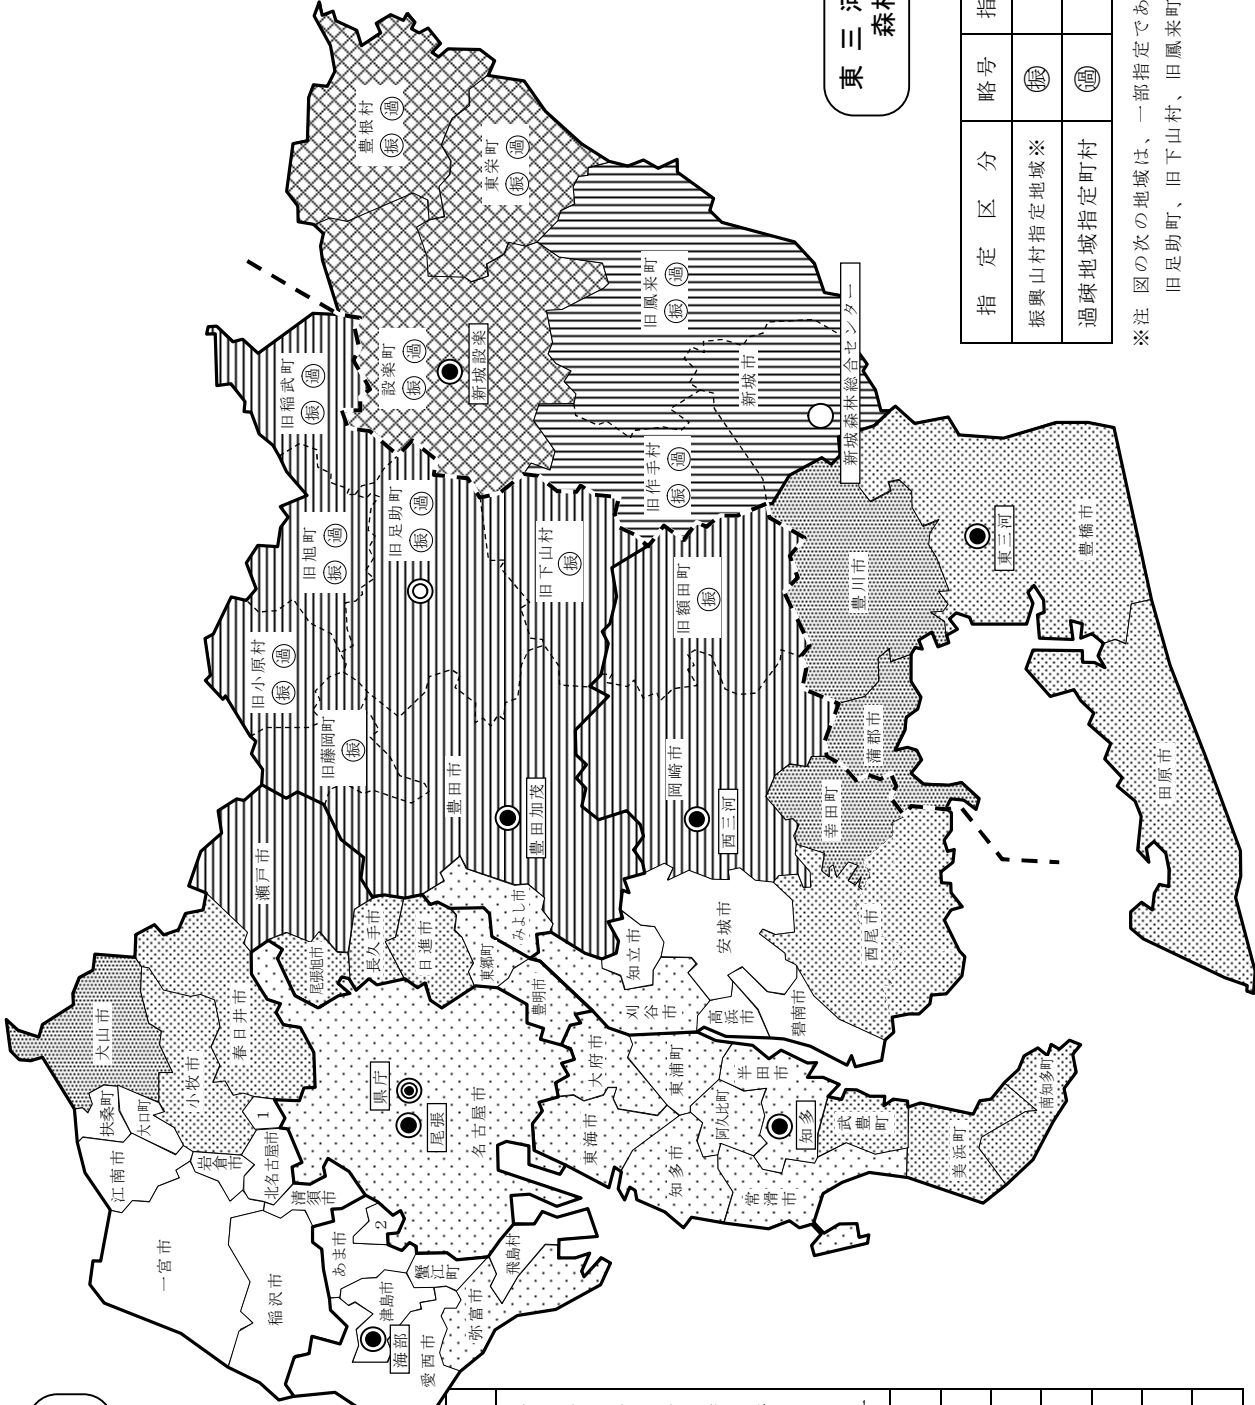 東三河
森林
指定区分
略号
指
振興山村指定地域※
振
過疎地域指定町村
過
※注 図の次の地域は、一部指定であ
旧足助町、旧下山村、旧鳳来町
豊根村
振 過
東栄町
振 過
設楽町
振 過
新城設楽
旧稲武町
振 過
旧鳳来町
振 過
新城市
新城森林総合センター
旧作手村
振 過
旧足助町
振 過
旧旭町
振 過
旧小原村
振 過
旧藤岡町
振
旧下山村
振
旧額田町
振
豊田市
豊田加茂
岡崎市
西三河
豊川市
東三河
豊橋市
蒲郡市
幸田町
田原市
瀬戸市
尾張旭市
長久手市
日進市
東郷町
みよし市
豊明市
知立市
安城市
西尾市
刈谷市
高浜市
碧南市
犬山市
春日井市
小牧市
扶桑町
大口町
江南市
岩倉市
北名古屋市
清須市
1
県庁
尾張
名古屋市
一宮市
稲沢市
あま市
2
蟹江町
津島市
海部
愛西市
弥富市
飛島村
大府市
東浦町
東海市
知多市
阿久比町
半田市
知多
武豊町
常滑市
美浜町
南知多町